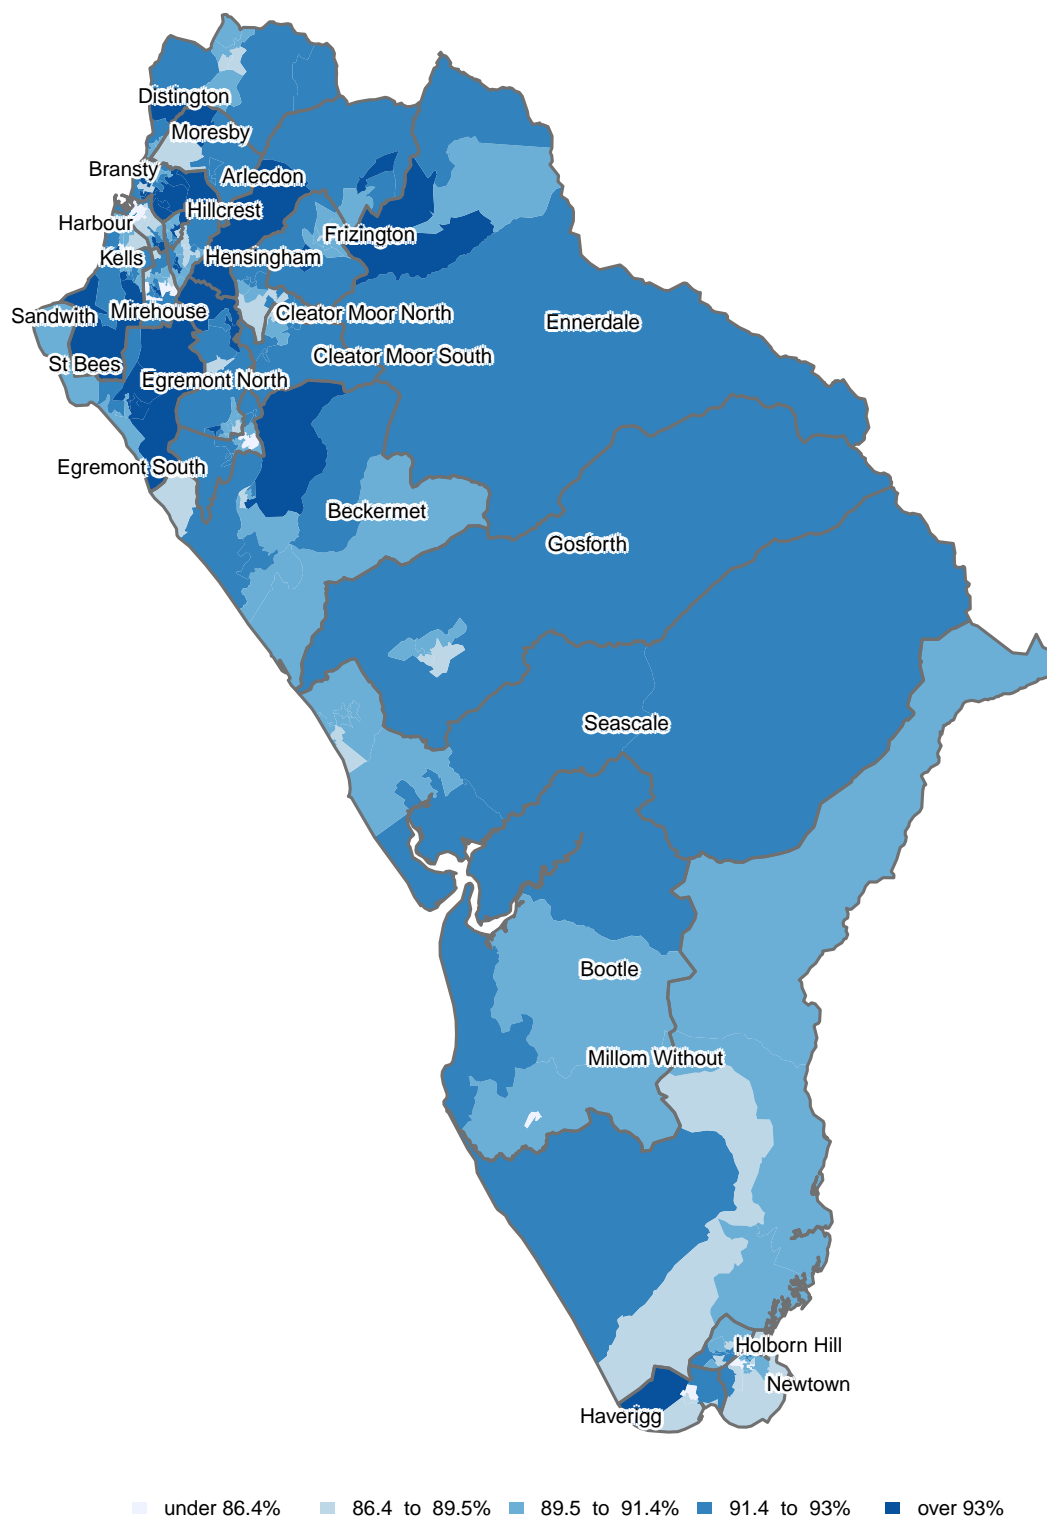 Distington
Moresby
Bransty
Arlecdon
Harbour
Hillcrest
Frizington
Kells
Hensingham
Sandwith
Mirehouse
Cleator Moor North
Ennerdale
St Bees
Cleator Moor South
Egremont North
Egremont South
Beckermet
Gosforth
Seascale
Bootle
Millom Without
Holborn Hill
Newtown
Haverigg
under 86.4% 86.4 to 89.5% 89.5 to 91.4% 91.4 to 93% over 93%